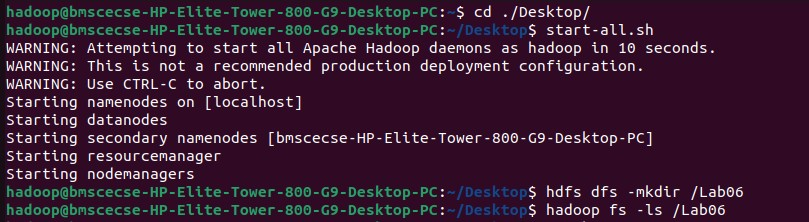 hadoop@bmscecse-HP-Elite-Tower-800-G9-Desktop-PC:~$ cd ./Desktop/
hadoop@bmscecse-HP-Elite-Tower-800-G9-Desktop-PC:~/Desktop$ start-all.sh
WARNING: Attempting to start all Apache Hadoop daemons as hadoop in 10 seconds.
WARNING: This is not a recommended production deployment configuration.
WARNING: Use CTRL-C to abort.
Starting namenodes on [localhost]
Starting datanodes
Starting secondary namenodes [bmscecse-HP-Elite-Tower-800-G9-Desktop-PC]
Starting resourcemanager
Starting nodemanagers
hadoop@bmscecse-HP-Elite-Tower-800-G9-Desktop-PC:~/Desktop$ hdfs dfs -mkdir /Lab06
hadoop@bmscecse-HP-Elite-Tower-800-G9-Desktop-PC:~/Desktop$ hadoop fs -ls /Lab06